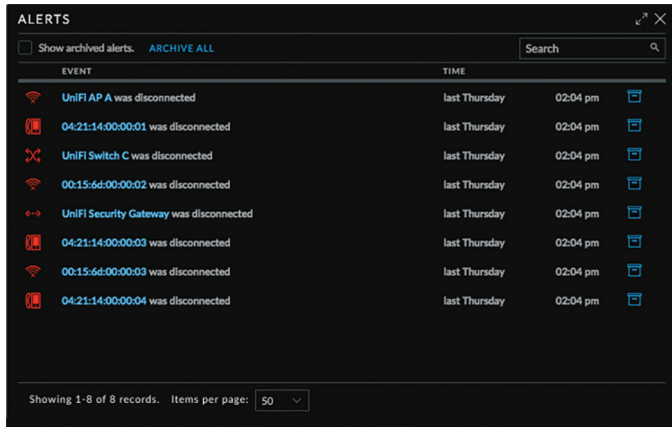 ALERTS
Show archived alerts. ARCHIVE ALL Search
EVENT TIME
UniFi AP A was disconnected last Thursday 02:04 pm
04:21:14:00:00:01 was disconnected last Thursday 02:04 pm
UniFi Switch C was disconnected last Thursday 02:04 pm
00:15:6d:00:00:02 was disconnected last Thursday 02:04 pm
UniFi Security Gateway was disconnected last Thursday 02:04 pm
04:21:14:00:00:03 was disconnected last Thursday 02:04 pm
00:15:6d:00:00:03 was disconnected last Thursday 02:04 pm
04:21:14:00:00:04 was disconnected last Thursday 02:04 pm
Showing 1-8 of 8 records. Items per page: 50